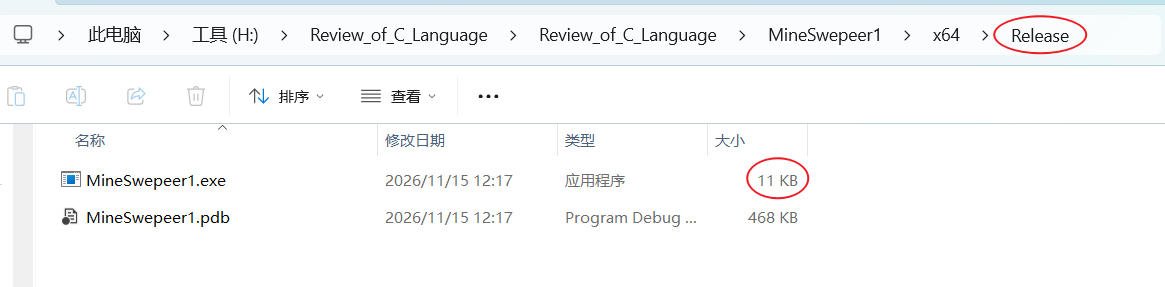 此电脑 > 工具 (H:) > Review_of_C_Language > Review_of_C_Language > MineSwepeer1 > x64 > Release
排序 查看 •••
名称 修改日期 类型 大小
MineSwepeer1.exe 2026/11/15 12:17 应用程序 11 KB
MineSwepeer1.pdb 2026/11/15 12:17 Program Debug ... 468 KB